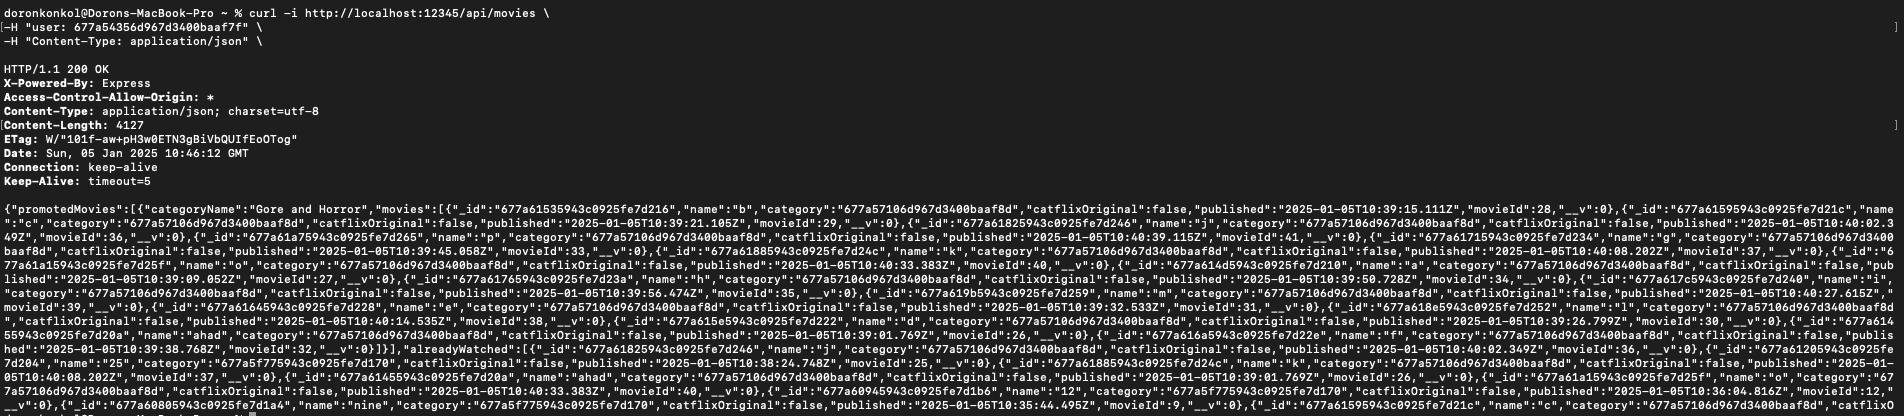 doronkonkol@Dorons-MacBook-Pro ~ % curl -i http://localhost:12345/api/movies \
-H "user: 677a54356d967d3400baaf7f" \
-H "Content-Type: application/json" \
HTTP/1.1 200 OK
X-Powered-By: Express
Access-Control-Allow-Origin: *
Content-Type: application/json; charset=utf-8
Content-Length: 4127
ETag: W/"101f-aw+pH3w0ETN3gBiVbQUIfEoOTog"
Date: Sun, 05 Jan 2025 10:46:12 GMT
Connection: keep-alive
Keep-Alive: timeout=5
{"promotedMovies":[{"categoryName":"Gore and Horror","movies":[{"_id":"677a61535943c0925fe7d216","name":"b","category":"677a57106d967d3400baaf8d","catflixOriginal":false,"published":"2025-01-05T10:39:15.111Z","movieId":28,"__v":0},{"_id":"677a61595943c0925fe7d21c","name
":"c","category":"677a57106d967d3400baaf8d","catflixOriginal":false,"published":"2025-01-05T10:39:21.105Z","movieId":29,"__v":0},{"_id":"677a61825943c0925fe7d246","name":"j","category":"677a57106d967d3400baaf8d","catflixOriginal":false,"published":"2025-01-05T10:40:02.3
49Z","movieId":36,"__v":0},{"_id":"677a61a75943c0925fe7d265","name":"p","category":"677a57106d967d3400baaf8d","catflixOriginal":false,"published":"2025-01-05T10:40:39.115Z","movieId":41,"__v":0},{"_id":"677a61715943c0925fe7d234","name":"g","category":"677a57106d967d3400
baaf8d","catflixOriginal":false,"published":"2025-01-05T10:39:45.058Z","movieId":33,"__v":0},{"_id":"677a61885943c0925fe7d24c","name":"k","category":"677a57106d967d3400baaf8d","catflixOriginal":false,"published":"2025-01-05T10:40:08.202Z","movieId":37,"__v":0},{"_id":"6
77a61a15943c0925fe7d25f","name":"o","category":"677a57106d967d3400baaf8d","catflixOriginal":false,"published":"2025-01-05T10:40:33.383Z","movieId":40,"__v":0},{"_id":"677a614d5943c0925fe7d210","name":"a","category":"677a57106d967d3400baaf8d","catflixOriginal":false,"pub
lished":"2025-01-05T10:39:09.052Z","movieId":27,"__v":0},{"_id":"677a61765943c0925fe7d23a","name":"h","category":"677a57106d967d3400baaf8d","catflixOriginal":false,"published":"2025-01-05T10:39:50.728Z","movieId":34,"__v":0},{"_id":"677a617c5943c0925fe7d240","name":"i",
"category":"677a57106d967d3400baaf8d","catflixOriginal":false,"published":"2025-01-05T10:39:56.474Z","movieId":35,"__v":0},{"_id":"677a619b5943c0925fe7d259","name":"m","category":"677a57106d967d3400baaf8d","catflixOriginal":false,"published":"2025-01-05T10:40:27.615Z","
movieId":39,"__v":0},{"_id":"677a61645943c0925fe7d228","name":"e","category":"677a57106d967d3400baaf8d","catflixOriginal":false,"published":"2025-01-05T10:39:32.533Z","movieId":31,"__v":0},{"_id":"677a618e5943c0925fe7d252","name":"l","category":"677a57106d967d3400baaf8d
","catflixOriginal":false,"published":"2025-01-05T10:40:14.535Z","movieId":38,"__v":0},{"_id":"677a615e5943c0925fe7d222","name":"d","category":"677a57106d967d3400baaf8d","catflixOriginal":false,"published":"2025-01-05T10:39:26.799Z","movieId":30,"__v":0},{"_id":"677a614
55943c0925fe7d20a","name":"ahad","category":"677a57106d967d3400baaf8d","catflixOriginal":false,"published":"2025-01-05T10:39:01.769Z","movieId":26,"__v":0},{"_id":"677a616a5943c0925fe7d22e","name":"f","category":"677a57106d967d3400baaf8d","catflixOriginal":false,"publis
hed":"2025-01-05T10:39:38.768Z","movieId":32,"__v":0}]}],"alreadyWatched":[{"_id":"677a61825943c0925fe7d246","name":"j","category":"677a57106d967d3400baaf8d","catflixOriginal":false,"published":"2025-01-05T10:40:02.349Z","movieId":36,"__v":0},{"_id":"677a61205943c0925fe
7d204","name":"25","category":"677a5f775943c0925fe7d170","catflixOriginal":false,"published":"2025-01-05T10:38:24.748Z","movieId":25,"__v":0},{"_id":"677a61885943c0925fe7d24c","name":"k","category":"677a57106d967d3400baaf8d","catflixOriginal":false,"published":"2025-01-
05T10:40:08.202Z","movieId":37,"__v":0},{"_id":"677a61455943c0925fe7d20a","name":"ahad","category":"677a57106d967d3400baaf8d","catflixOriginal":false,"published":"2025-01-05T10:39:01.769Z","movieId":26,"__v":0},{"_id":"677a61a15943c0925fe7d25f","name":"o","category":"67
7a57106d967d3400baaf8d","catflixOriginal":false,"published":"2025-01-05T10:40:33.383Z","movieId":40,"__v":0},{"_id":"677a60945943c0925fe7d1b6","name":"12","category":"677a5f775943c0925fe7d170","catflixOriginal":false,"published":"2025-01-05T10:36:04.816Z","movieId":12,"
__v":0},{"_id":"677a60805943c0925fe7d1a4","name":"nine","category":"677a5f775943c0925fe7d170","catflixOriginal":false,"published":"2025-01-05T10:35:44.495Z","movieId":9,"__v":0},{"_id":"677a61595943c0925fe7d21c","name":"c","category":"677a57106d967d3400baaf8d","catflixO